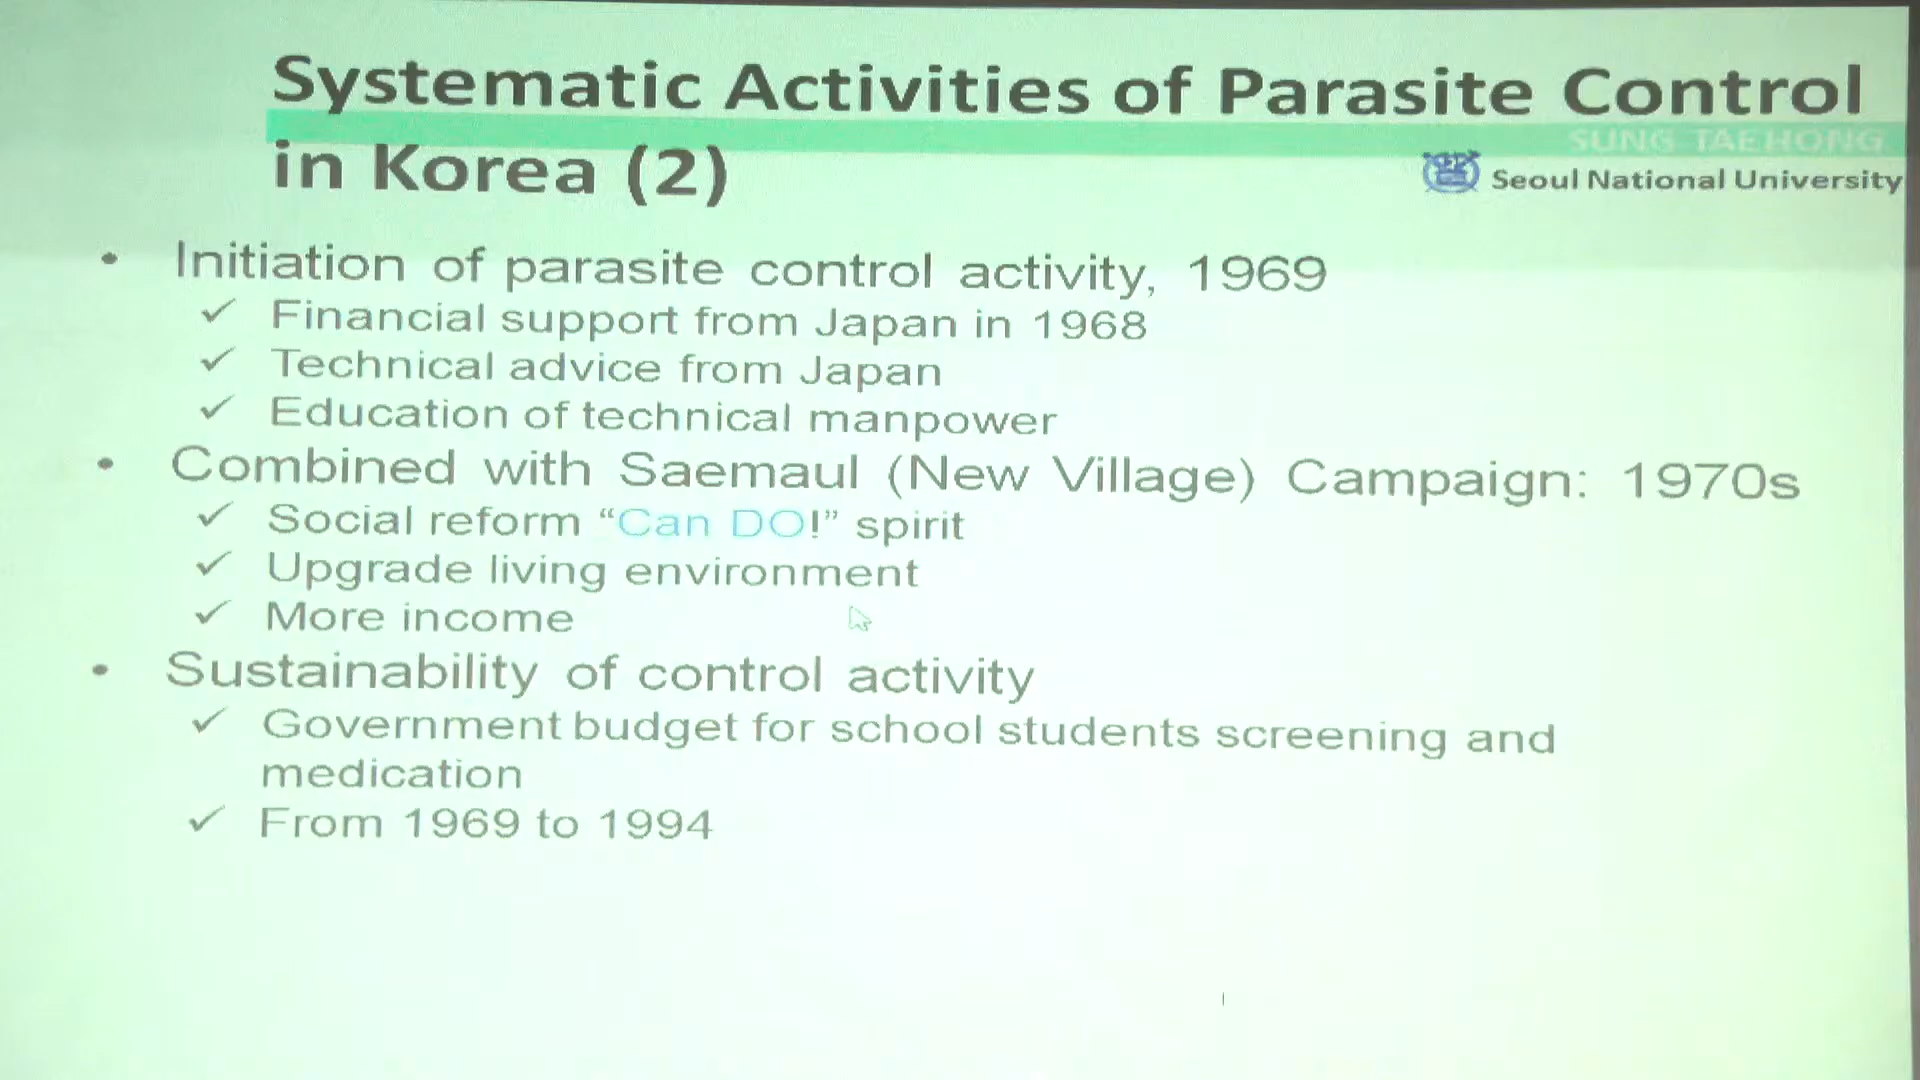 Systematic Activities of Parasite Control
in Korea (2)
SUNG TAEHONG
Seoul National University
• Initiation of parasite control activity, 1969
✓ Financial support from Japan in 1968
✓ Technical advice from Japan
✓ Education of technical manpower
• Combined with Saemaul (New Village) Campaign: 1970s
✓ Social reform “Can DO!” spirit
✓ Upgrade living environment
✓ More income
• Sustainability of control activity
✓ Government budget for school students screening and
medication
✓ From 1969 to 1994